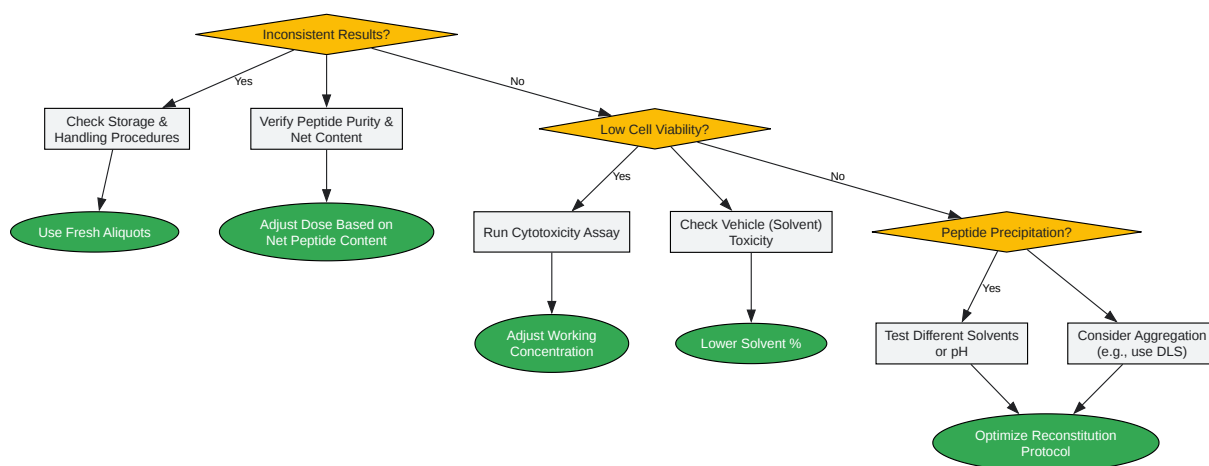 Inconsistent Results?
Yes
No
Check Storage &
Handling Procedures
Verify Peptide Purity &
Net Content
Low Cell Viability?
Yes
No
Use Fresh Aliquots
Adjust Dose Based on
Net Peptide Content
Run Cytotoxicity Assay
Check Vehicle (Solvent)
Toxicity
Peptide Precipitation?
Yes
Adjust Working
Concentration
Lower Solvent %
Test Different Solvents
or pH
Consider Aggregation
(e.g., use DLS)
Optimize Reconstitution
Protocol